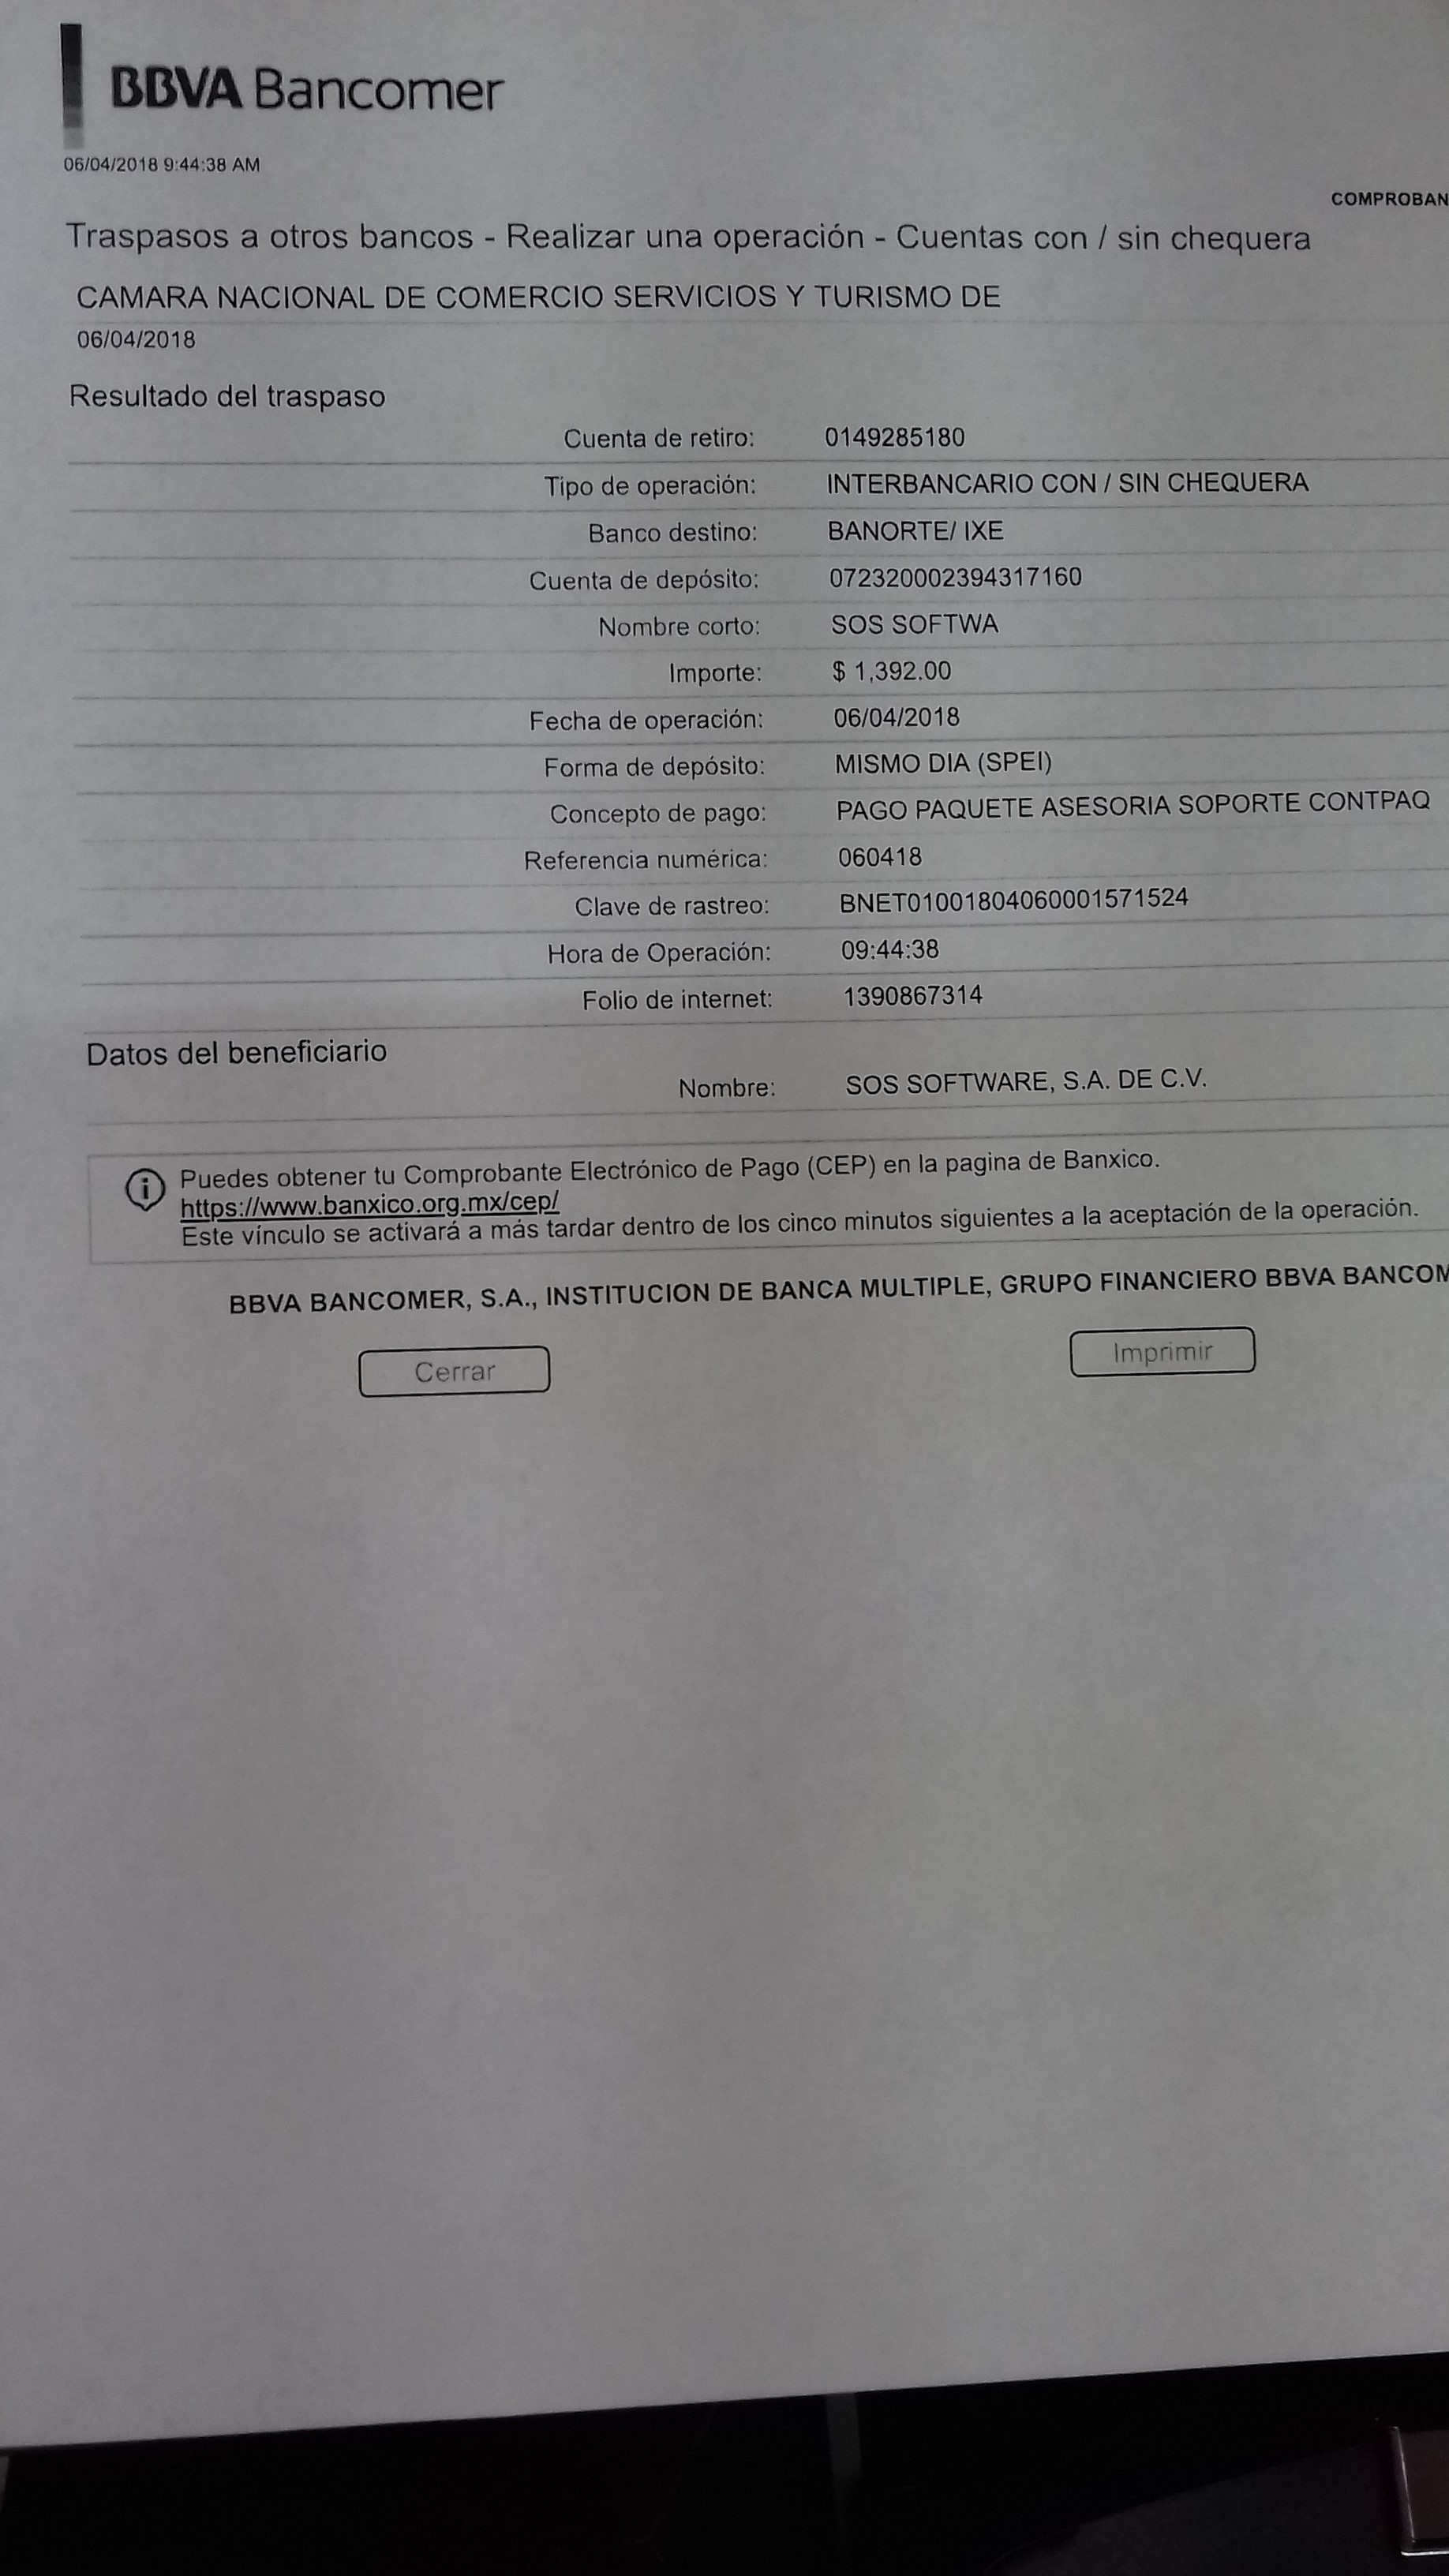 BBVA Bancomer
06/04/2018 9:44:38 AM
COMPROBAN
Traspasos a otros bancos - Realizar una operación - Cuentas con / sin chequera
CAMARA NACIONAL DE COMERCIO SERVICIOS Y TURISMO DE
06/04/2018
Resultado del traspaso
Cuenta de retiro: 0149285180
Tipo de operación: INTERBANCARIO CON / SIN CHEQUERA
Banco destino: BANORTE/ IXE
Cuenta de depósito: 072320002394317160
Nombre corto: SOS SOFTWA
Importe: $ 1,392.00
Fecha de operación: 06/04/2018
Forma de depósito: MISMO DIA (SPEI)
Concepto de pago: PAGO PAQUETE ASESORIA SOPORTE CONTPAQ
Referencia numérica: 060418
Clave de rastreo: BNET01001804060001571524
Hora de Operación: 09:44:38
Folio de internet: 1390867314
Datos del beneficiario
Nombre: SOS SOFTWARE, S.A. DE C.V.
Puedes obtener tu Comprobante Electrónico de Pago (CEP) en la pagina de Banxico.
https://www.banxico.org.mx/cep/
Este vínculo se activará a más tardar dentro de los cinco minutos siguientes a la aceptación de la operación.
BBVA BANCOMER, S.A., INSTITUCION DE BANCA MULTIPLE, GRUPO FINANCIERO BBVA BANCOM
Cerrar Imprimir